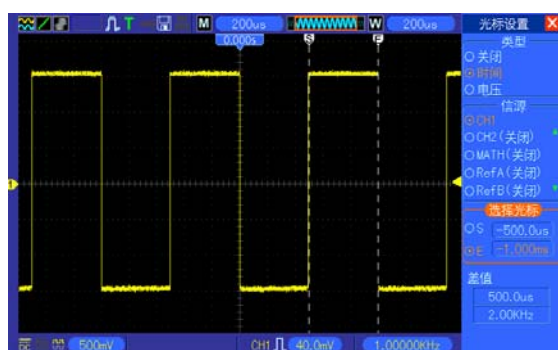 T M 200us W 200us 光标设置
0.000s S E 类型
关闭
时间
电压
信源
CH1
CH2(关闭)
MATH(关闭)
RefA(关闭)
RefB(关闭)
选择光标
S -500.0us
E -1.000ms
差值
500.0us
2.00KHz
1
DC 500mV CH1 40.0mV 1.00000KHz